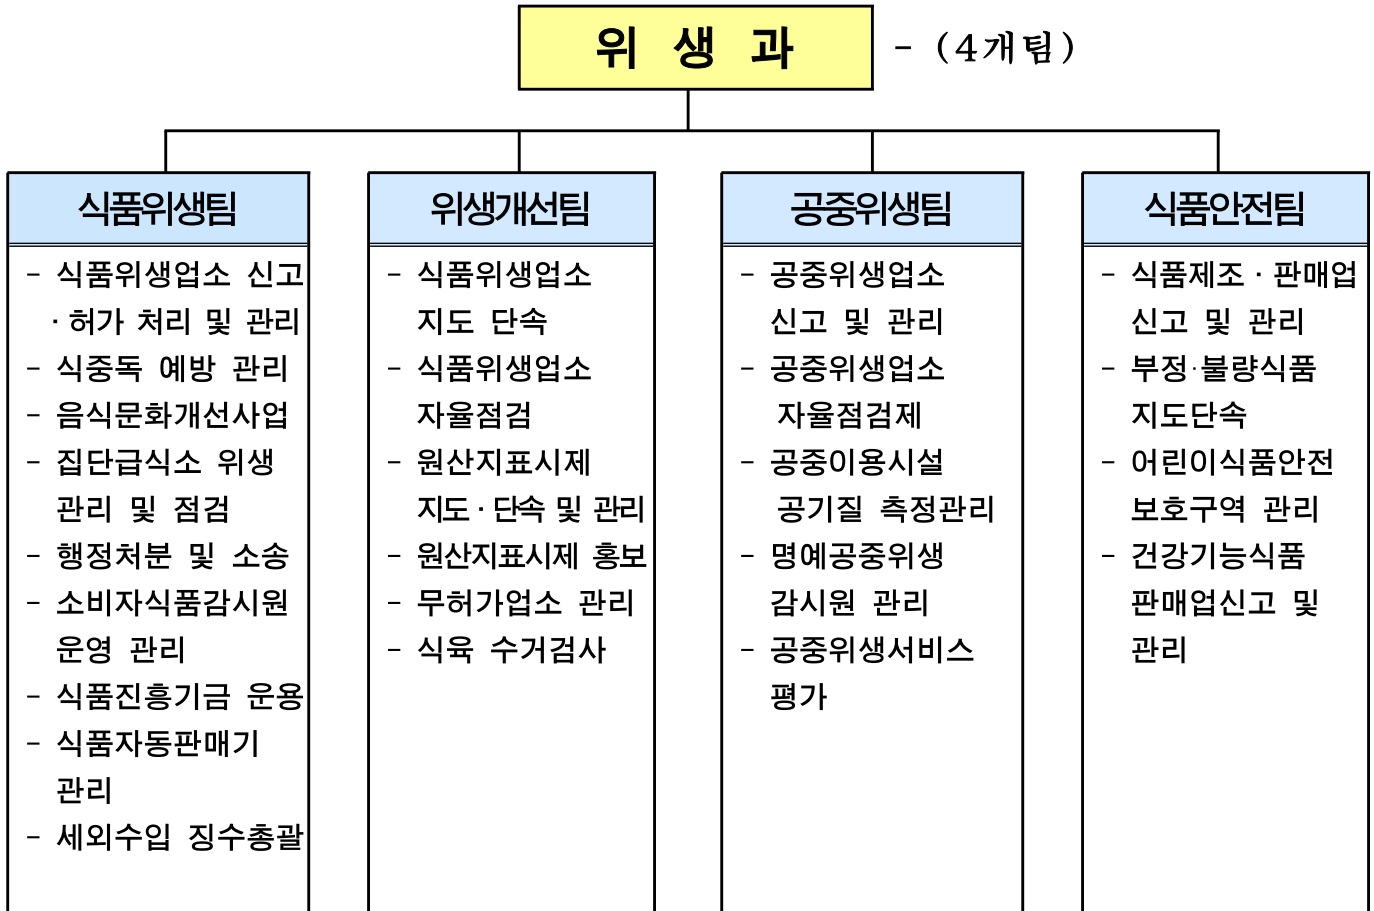 위 생 과 - (4개팀)
식품위생팀
- 식품위생업소 신고
· 허가 처리 및 관리
- 식중독 예방 관리
- 음식문화개선사업
- 집단급식소 위생
관리 및 점검
- 행정처분 및 소송
- 소비자식품감시원
운영 관리
- 식품진흥기금 운용
- 식품자동판매기
관리
- 세외수입 징수총괄
위생개선팀
- 식품위생업소
지도 단속
- 식품위생업소
자율점검
- 원산지표시제
지도 · 단속 및 관리
- 원산지표시제 홍보
- 무허가업소 관리
- 식육 수거검사
공중위생팀
- 공중위생업소
신고 및 관리
- 공중위생업소
자율점검제
- 공중이용시설
공기질 측정관리
- 명예공중위생
감시원 관리
- 공중위생서비스
평가
식품안전팀
- 식품제조 · 판매업
신고 및 관리
- 부정·불량식품
지도단속
- 어린이식품안전
보호구역 관리
- 건강기능식품
판매업신고 및
관리